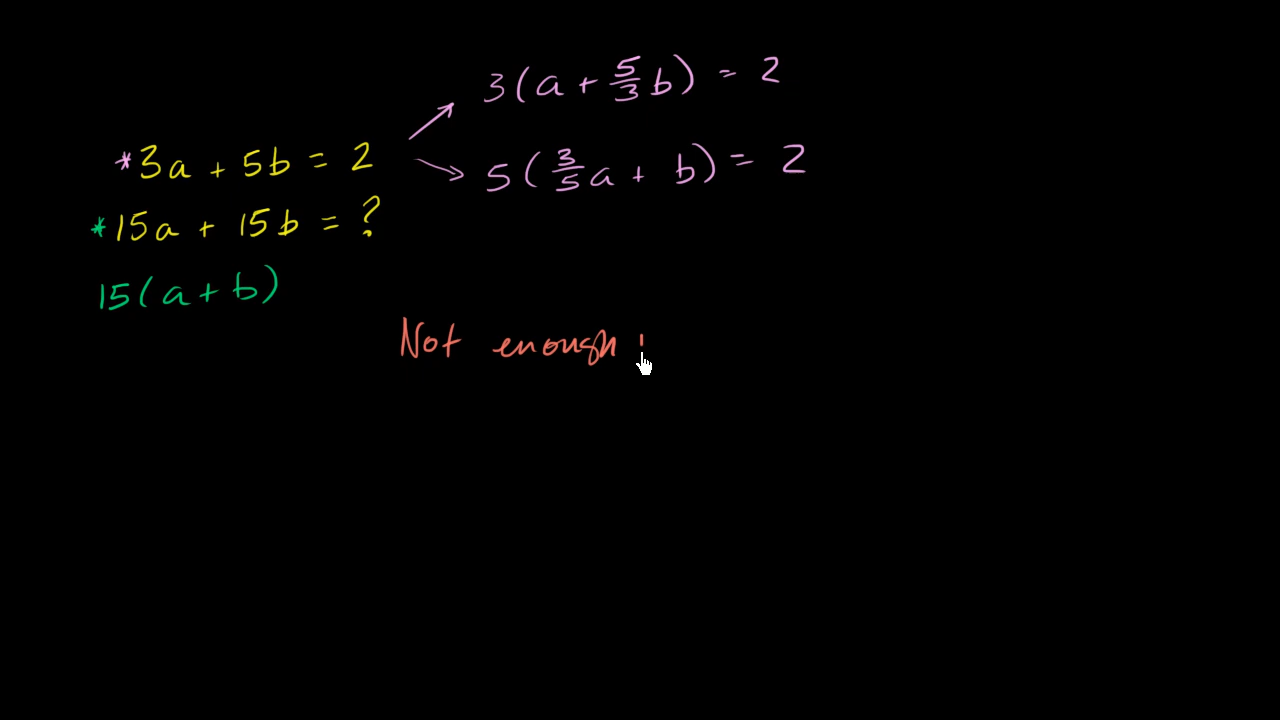 3(a + 5/3 b) = 2
*3a + 5b = 2
5(3/5 a + b) = 2
*15a + 15b = ?
15(a + b)
Not enough